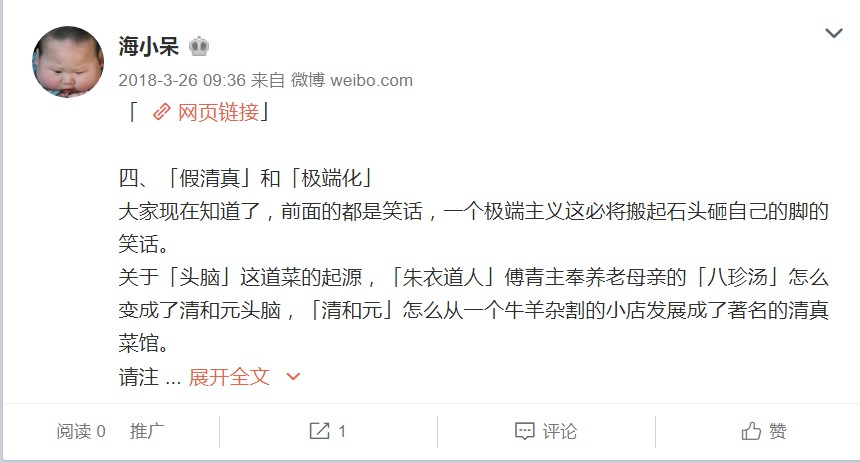 海小呆
2018-3-26 09:36 来自 微博 weibo.com
「 网页链接」
四、「假清真」和「极端化」
大家现在知道了，前面的都是笑话，一个极端主义这必将搬起石头砸自己的脚的
笑话。
关于「头脑」这道菜的起源，「朱衣道人」傅青主奉养老母亲的「八珍汤」怎么
变成了清和元头脑，「清和元」怎么从一个牛羊杂割的小店发展成了著名的清真
菜馆。
请注 ... 展开全文
阅读 0 推广 1 评论 赞